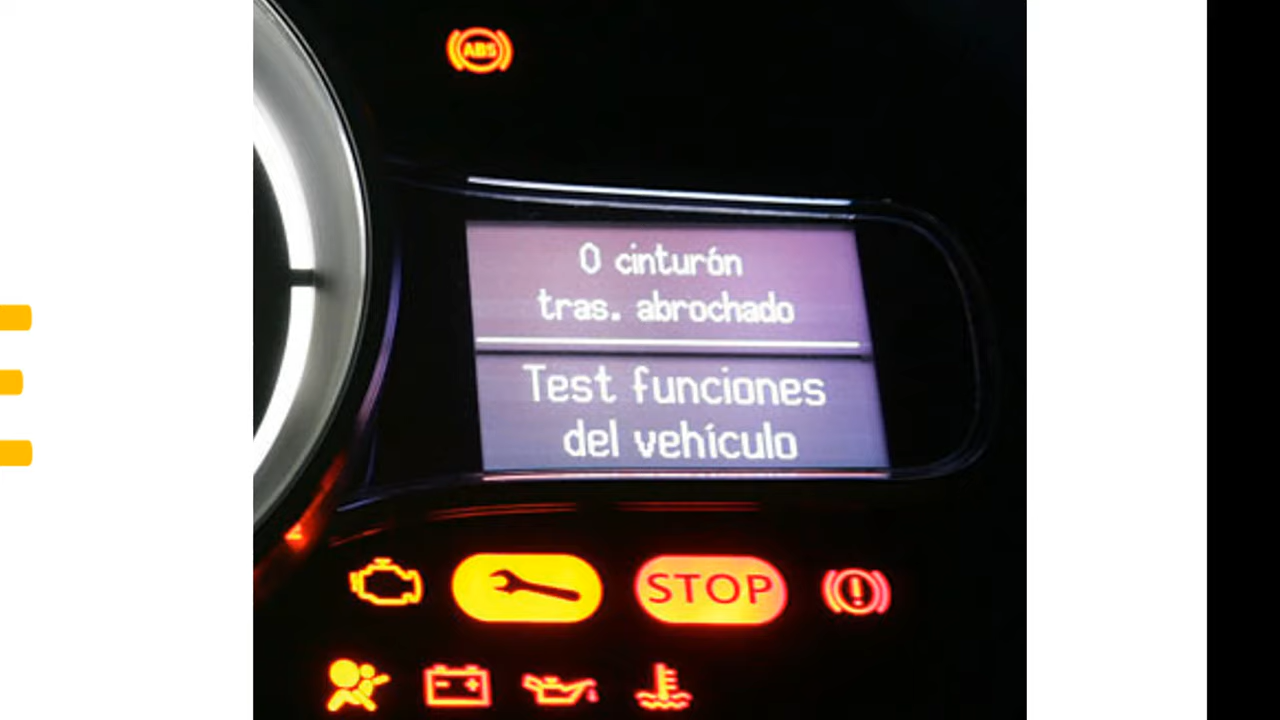 ABS
0 cinturón
tras. abrochado
Test funciones
del vehículo
STOP